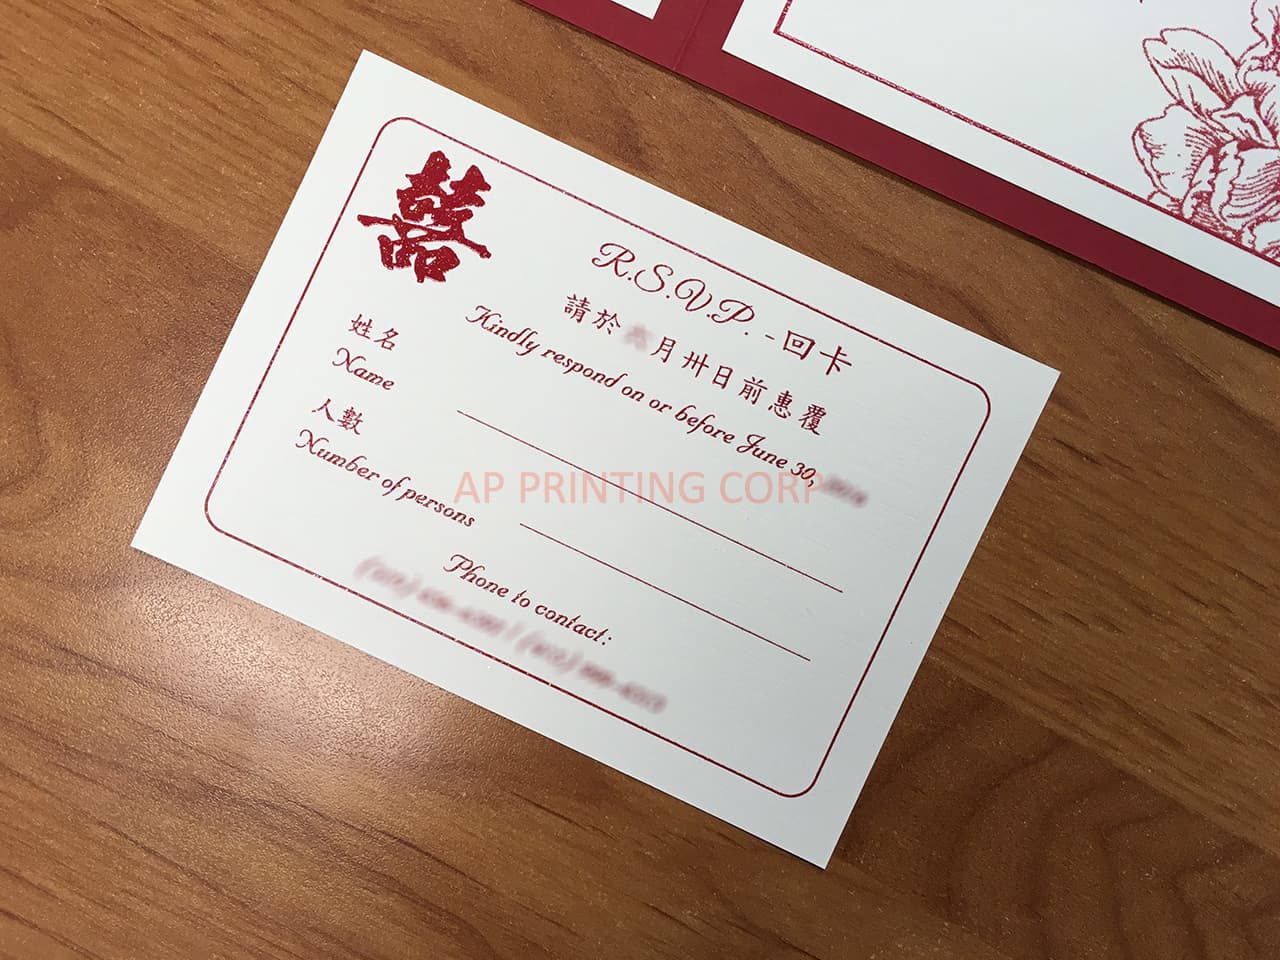 囍
R.S.V.P. - 回卡
請於 月卅日前惠覆
Kindly respond on or before June 30,
姓名
Name
人數
Number of persons
Phone to contact:
AP PRINTING CORP